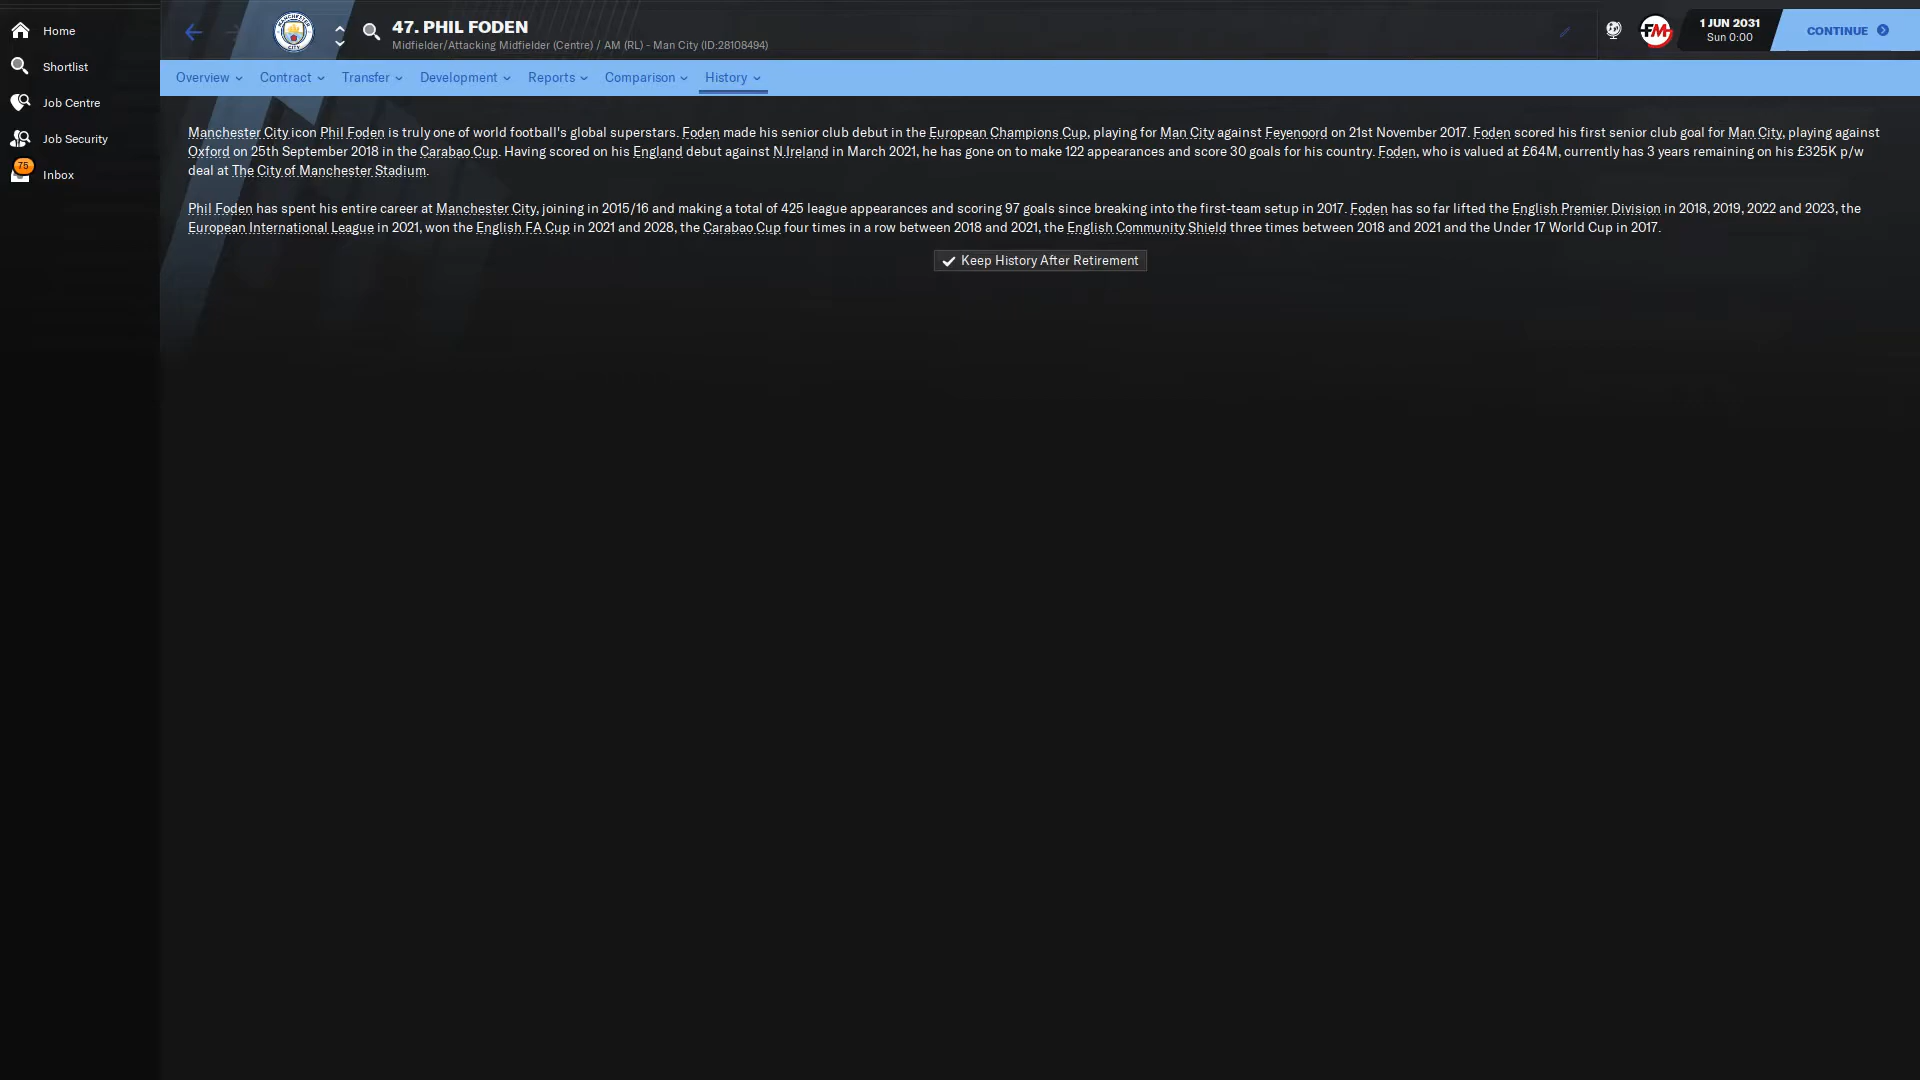 Home
Shortlist
Job Centre
Job Security
75
Inbox
MANCHESTER
CITY
47. PHIL FODEN
Midfielder/Attacking Midfielder (Centre) / AM (RL) - Man City (ID:28108494)
FM
1 JUN 2031
Sun 0:00
CONTINUE
Overview
Contract
Transfer
Development
Reports
Comparison
History
Manchester City icon Phil Foden is truly one of world football's global superstars. Foden made his senior club debut in the European Champions Cup, playing for Man City against Feyenoord on 21st November 2017. Foden scored his first senior club goal for Man City, playing against
Oxford on 25th September 2018 in the Carabao Cup. Having scored on his England debut against N.Ireland in March 2021, he has gone on to make 122 appearances and score 30 goals for his country. Foden, who is valued at £64M, currently has 3 years remaining on his £325K p/w
deal at The City of Manchester Stadium.
Phil Foden has spent his entire career at Manchester City, joining in 2015/16 and making a total of 425 league appearances and scoring 97 goals since breaking into the first-team setup in 2017. Foden has so far lifted the English Premier Division in 2018, 2019, 2022 and 2023, the
European International League in 2021, won the English FA Cup in 2021 and 2028, the Carabao Cup four times in a row between 2018 and 2021, the English Community Shield three times between 2018 and 2021 and the Under 17 World Cup in 2017.
Keep History After Retirement